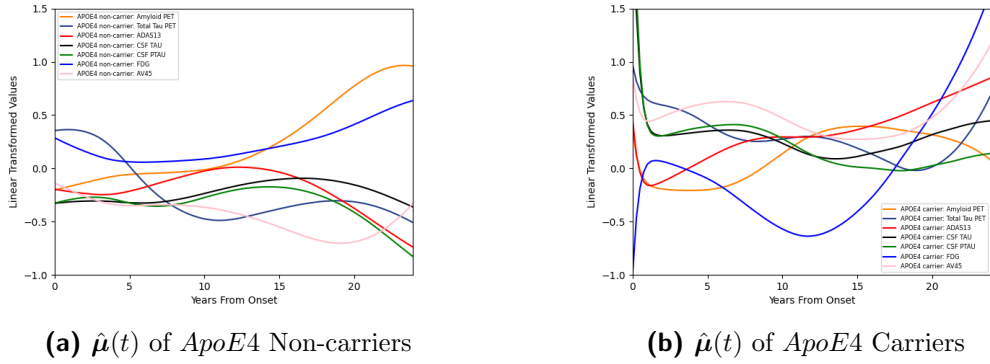 1.5
1.0
0.5
0.0
−0.5
−1.0
Linear Transformed Values
APOE4 non-carrier: Amyloid PET
APOE4 non-carrier: Total Tau PET
APOE4 non-carrier: ADAS13
APOE4 non-carrier: CSF TAU
APOE4 non-carrier: CSF PTAU
APOE4 non-carrier: FDG
APOE4 non-carrier: AV45
0 5 10 15 20
Years From Onset
(a) μ̂(t) of ApoE4 Non-carriers
1.5
1.0
0.5
0.0
−0.5
−1.0
Linear Transformed Values
APOE4 carrier: Amyloid PET
APOE4 carrier: Total Tau PET
APOE4 carrier: ADAS13
APOE4 carrier: CSF TAU
APOE4 carrier: CSF PTAU
APOE4 carrier: FDG
APOE4 carrier: AV45
0 5 10 15 20
Years From Onset
(b) μ̂(t) of ApoE4 Carriers